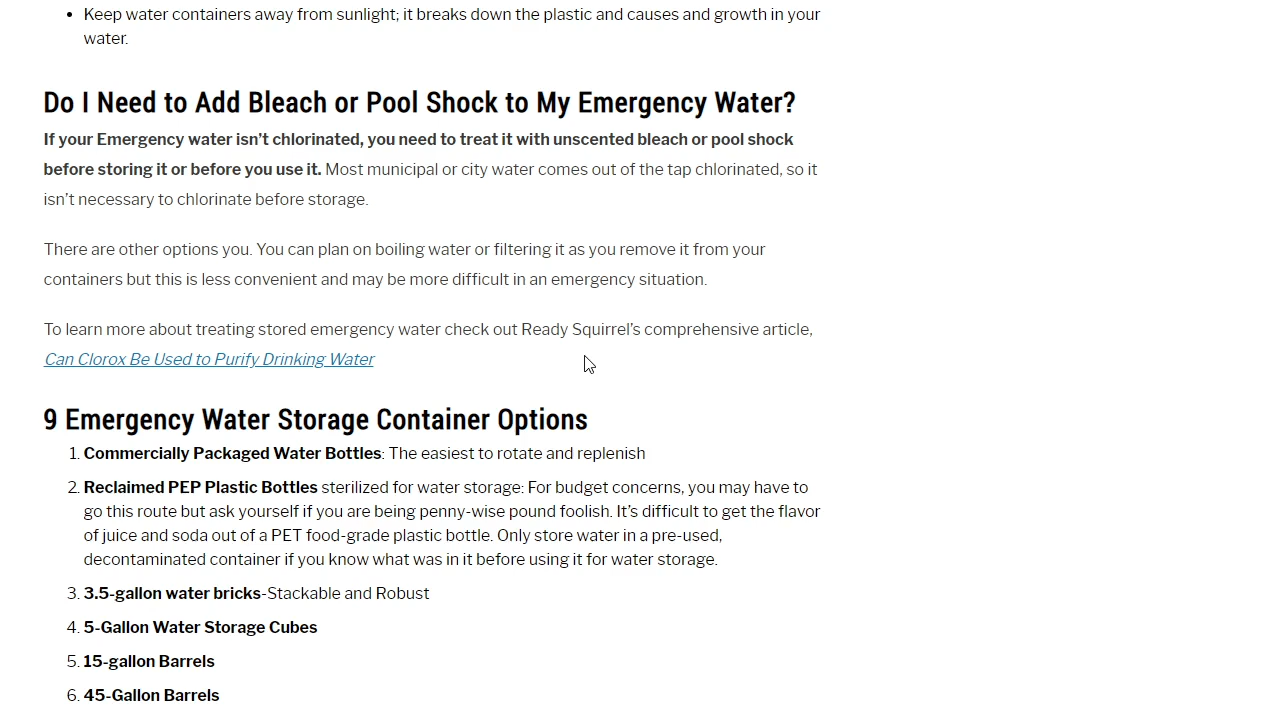 • Keep water containers away from sunlight; it breaks down the plastic and causes and growth in your
water.
Do I Need to Add Bleach or Pool Shock to My Emergency Water?
If your Emergency water isn’t chlorinated, you need to treat it with unscented bleach or pool shock
before storing it or before you use it. Most municipal or city water comes out of the tap chlorinated, so it
isn’t necessary to chlorinate before storage.
There are other options you. You can plan on boiling water or filtering it as you remove it from your
containers but this is less convenient and may be more difficult in an emergency situation.
To learn more about treating stored emergency water check out Ready Squirrel’s comprehensive article,
Can Clorox Be Used to Purify Drinking Water
9 Emergency Water Storage Container Options
1. Commercially Packaged Water Bottles: The easiest to rotate and replenish
2. Reclaimed PEP Plastic Bottles sterilized for water storage: For budget concerns, you may have to
go this route but ask yourself if you are being penny-wise pound foolish. It’s difficult to get the flavor
of juice and soda out of a PET food-grade plastic bottle. Only store water in a pre-used,
decontaminated container if you know what was in it before using it for water storage.
3. 3.5-gallon water bricks-Stackable and Robust
4. 5-Gallon Water Storage Cubes
5. 15-gallon Barrels
6. 45-Gallon Barrels